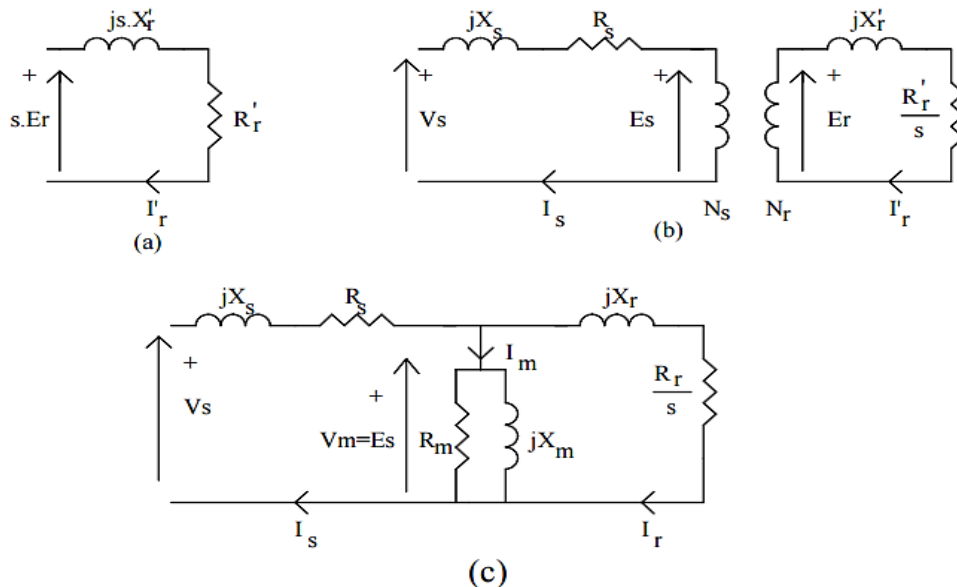 js.X'r
+
s.Er
R'r
I'r
(a)
jXs
Rs
+
Vs
+
Es
Is
Ns
(b)
jX'r
+
Er
R'r
s
Nr
I'r
jXs
Rs
jXr
Im
+
Vs
+
Vm=Es
Rm
jXm
Rr
s
Is
Ir
(c)